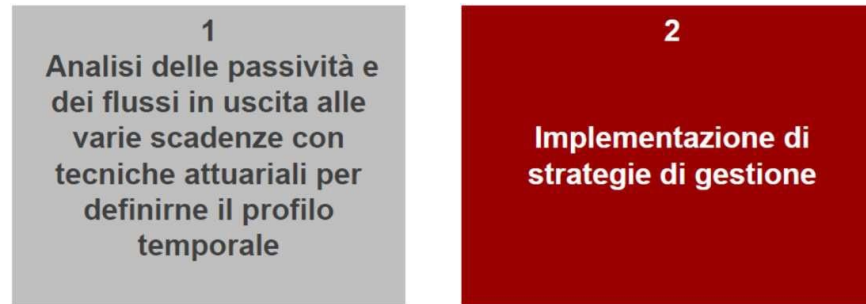 1
Analisi delle passività e
dei flussi in uscita alle
varie scadenze con
tecniche attuariali per
definirne il profilo
temporale
2
Implementazione di
strategie di gestione